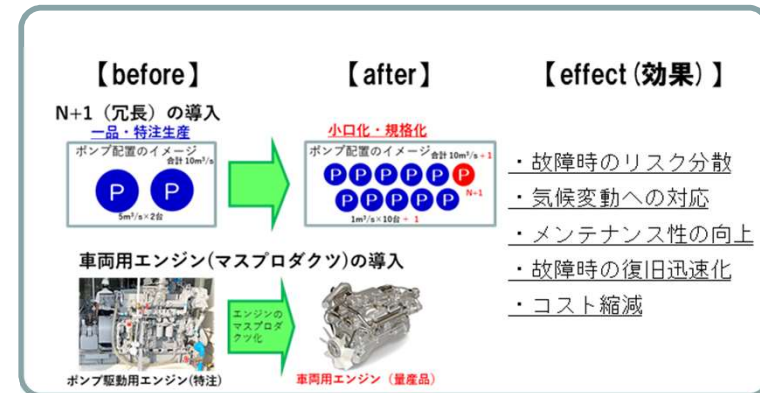 【before】
【after】
【effect(効果) 】
N+1（冗長）の導入
一品・特注生産
ポンプ配置のイメージ
合計 10m³/s
P P
5m³/s×2台
小口化・規格化
ポンプ配置のイメージ
合計 10m³/s＋1
P P P P P P
N+1
P P P P P
1m³/s×10台 ＋ 1
・故障時のリスク分散
・気候変動への対応
・メンテナンス性の向上
・故障時の復旧迅速化
・コスト縮減
車両用エンジン(マスプロダクツ)の導入
エンジンの
マスプロダ
クツ化
ポンプ駆動用エンジン(特注)
車両用エンジン（量産品）